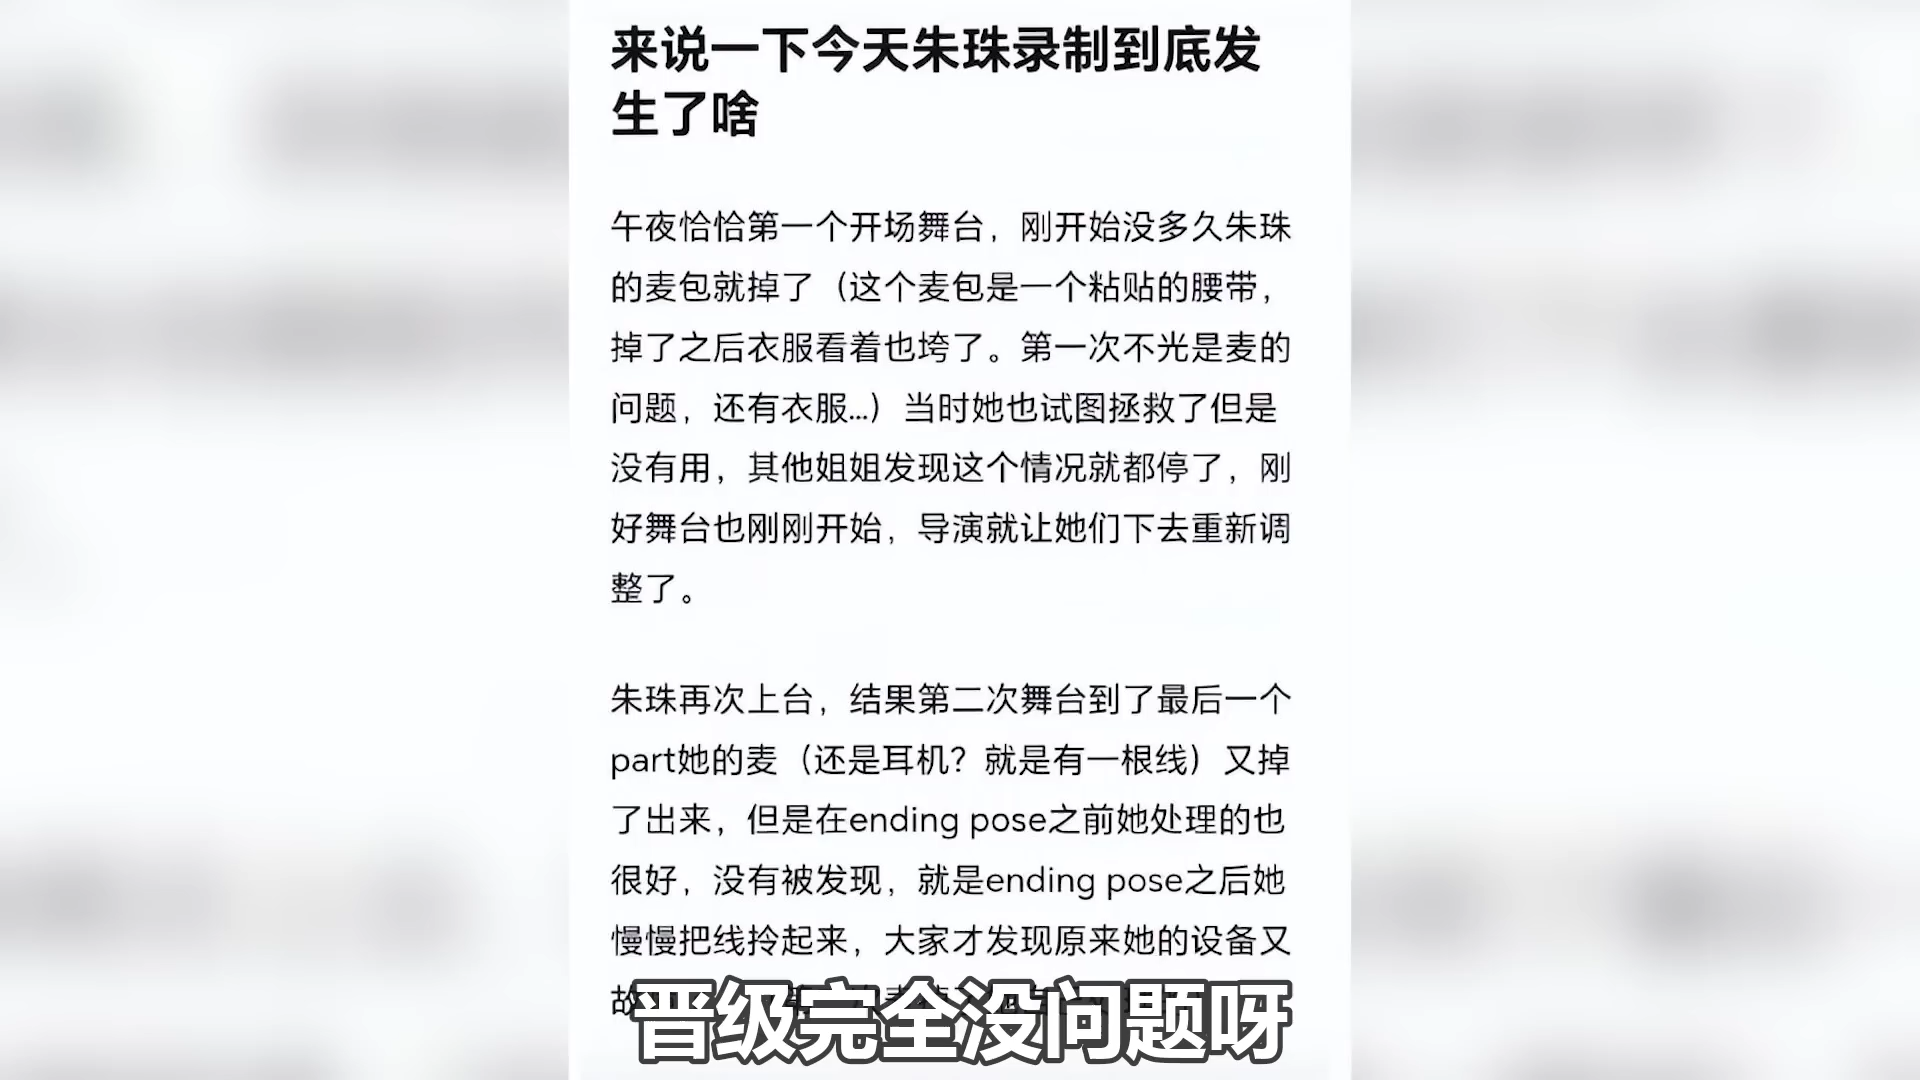 来说一下今天朱珠录制到底发
生了啥
午夜恰恰第一个开场舞台，刚开始没多久朱珠
的麦包就掉了（这个麦包是一个粘贴的腰带，
掉了之后衣服看着也垮了。第一次不光是麦的
问题，还有衣服...）当时她也试图拯救了但是
没有用，其他姐姐发现这个情况就都停了，刚
好舞台也刚刚开始，导演就让她们下去重新调
整了。
朱珠再次上台，结果第二次舞台到了最后一个
part她的麦（还是耳机？就是有一根线）又掉
了出来，但是在ending pose之前她处理的也
很好，没有被发现，就是ending pose之后她
慢慢把线拎起来，大家才发现原来她的设备又
故
晋级完全没问题呀